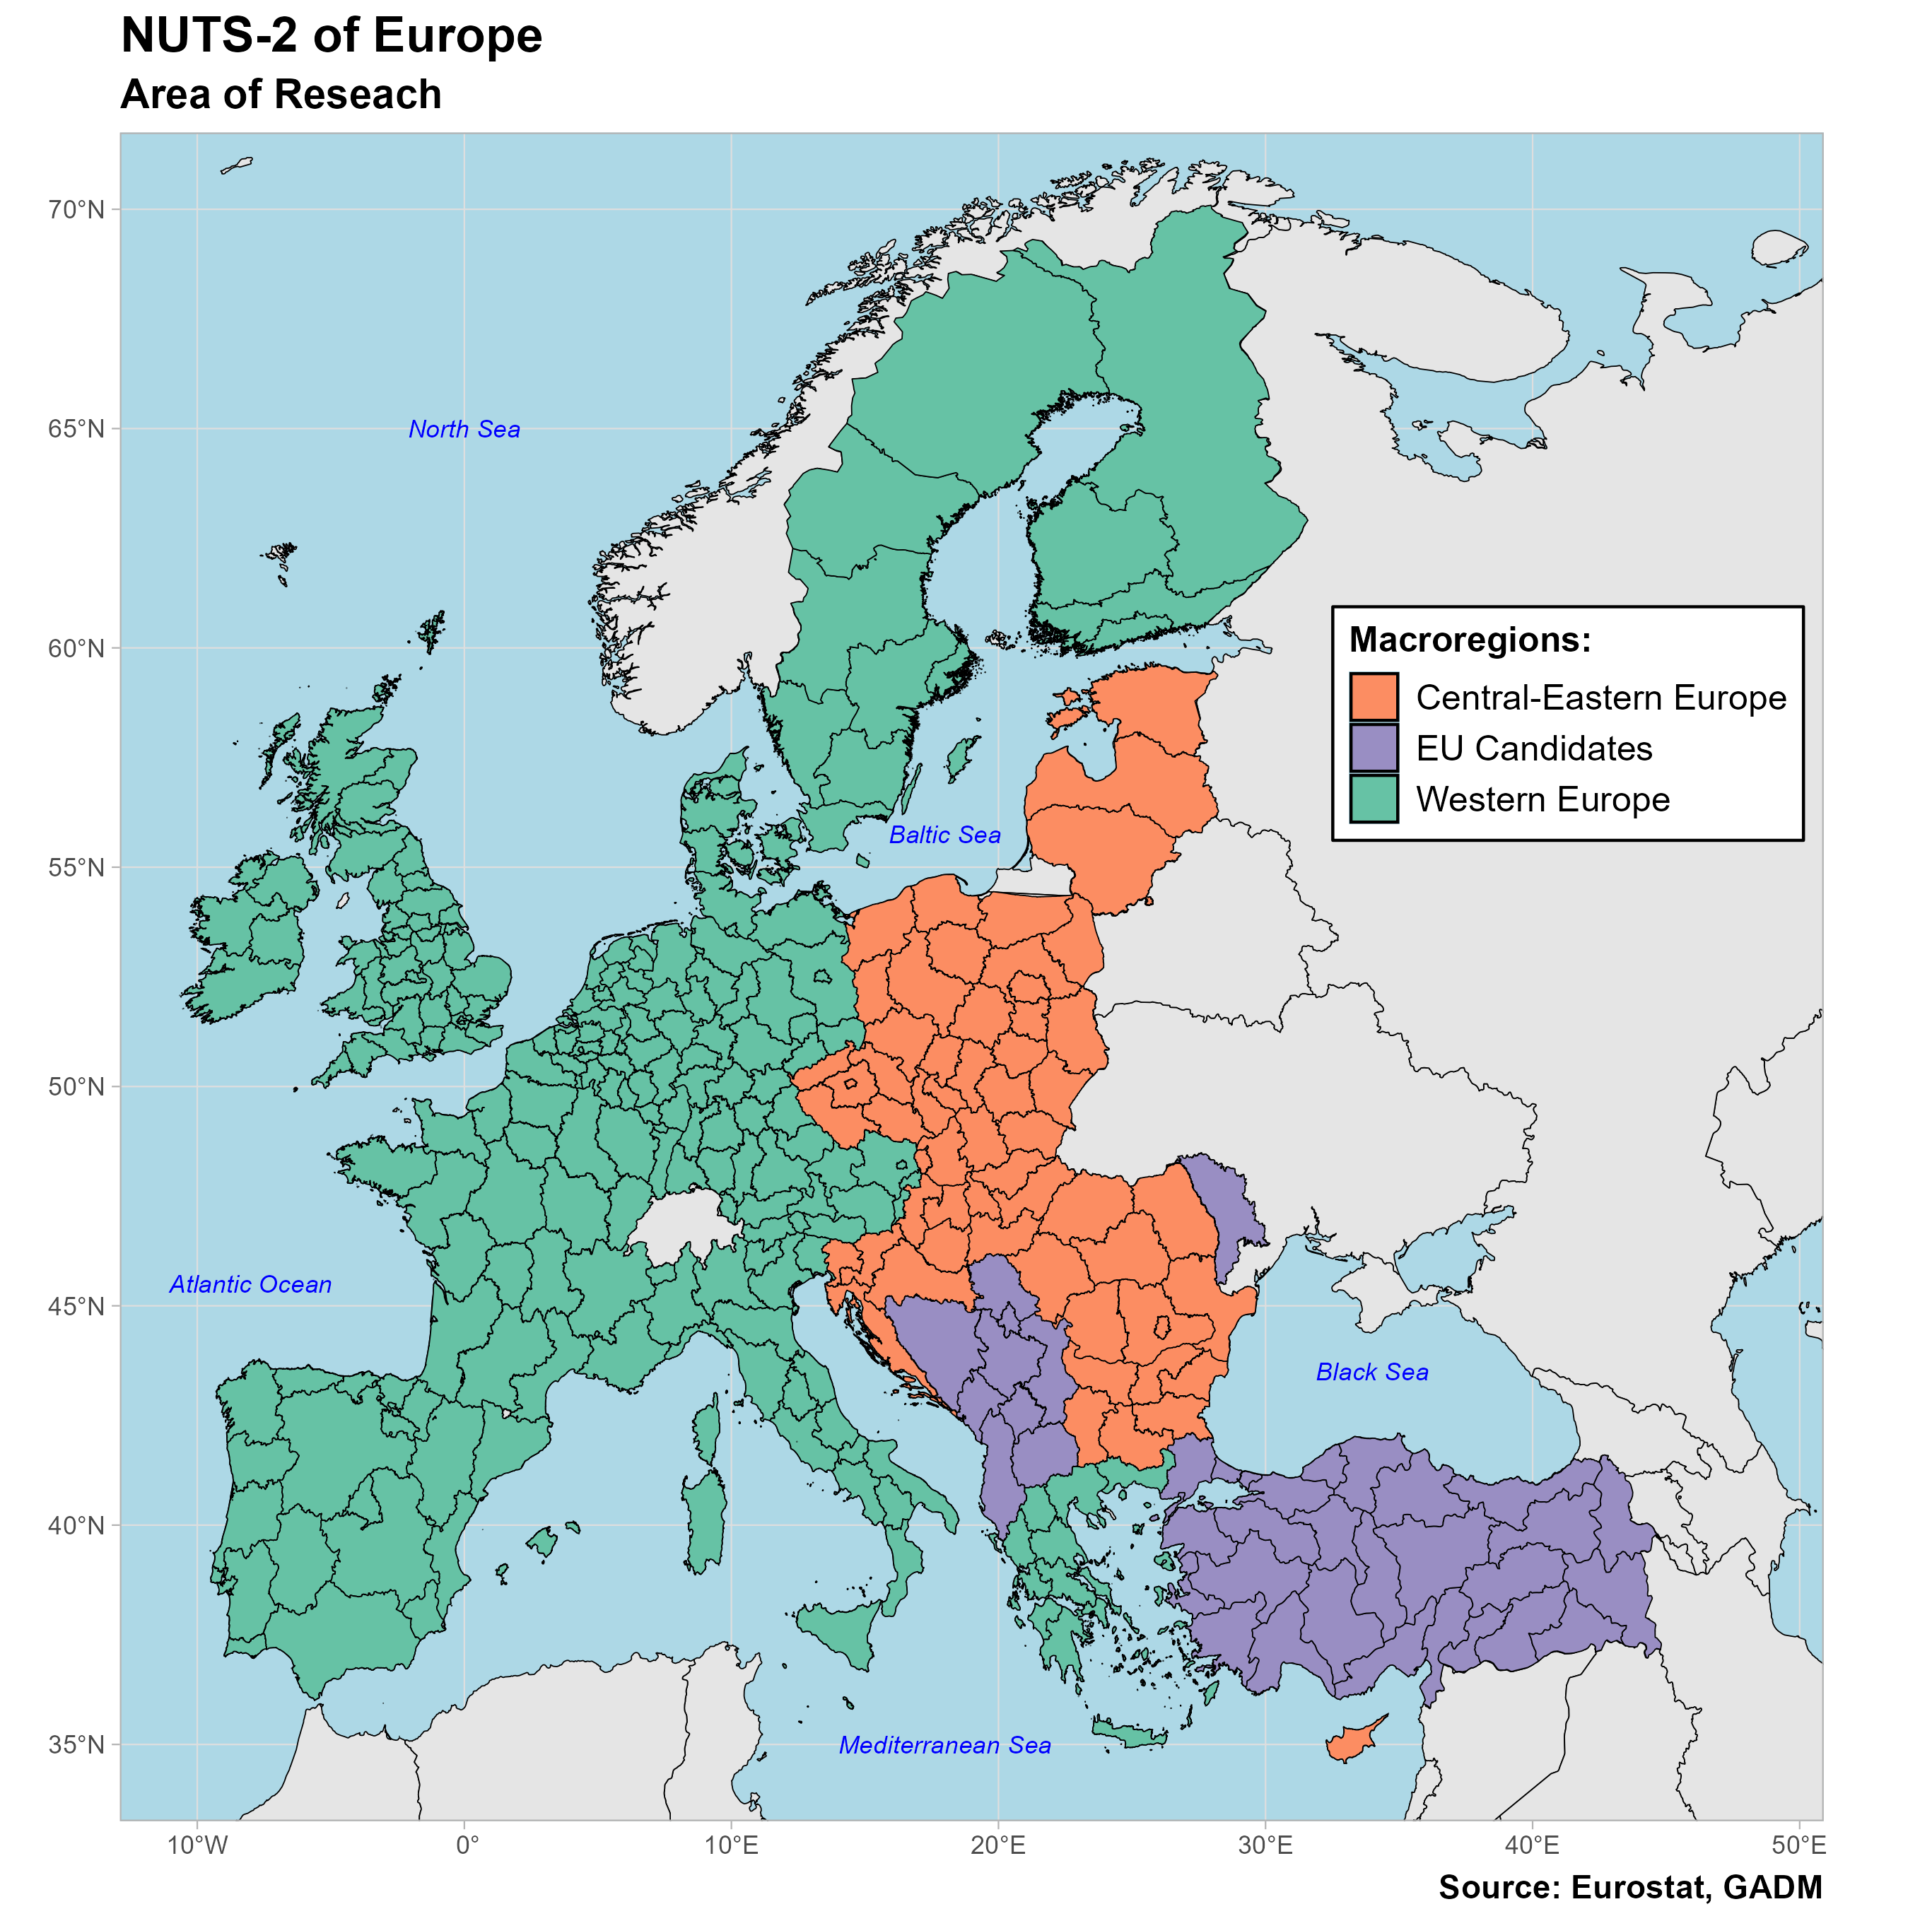 NUTS-2 of Europe
Area of Reseach
70°N
65°N
60°N
55°N
50°N
45°N
40°N
35°N
North Sea
Baltic Sea
Atlantic Ocean
Black Sea
Mediterranean Sea
Macroregions:
Central-Eastern Europe
EU Candidates
Western Europe
10°W 0° 10°E 20°E 30°E 40°E 50°E
Source: Eurostat, GADM